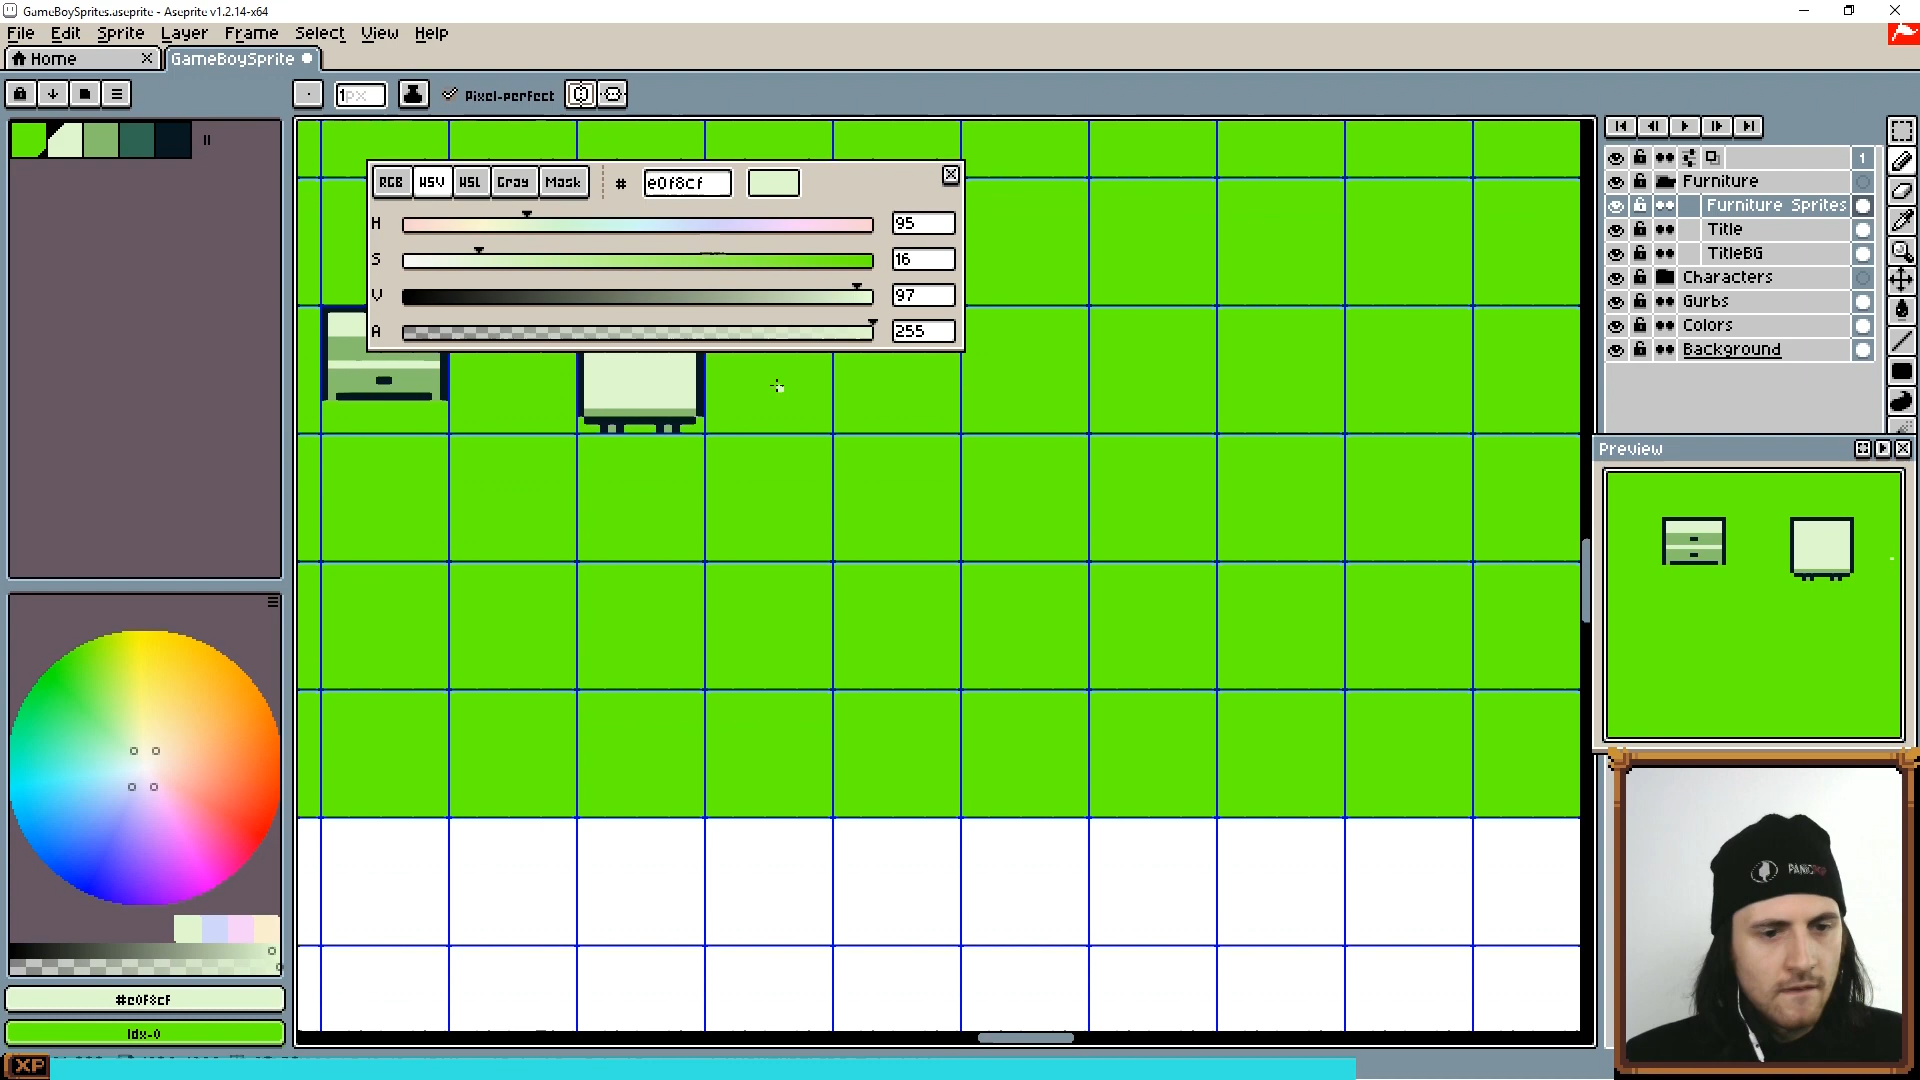 GameBoySprites.aseprite - Aseprite v1.2.14-x64
File Edit Sprite Layer Frame Select View Help
Home GameBoySprite
1px Pixel-perfect
RGB HSV HSL Gray Mask # e0f8cf
H 95
S 16
V 97
A 255
1
Furniture
Furniture Sprites
Title
TitleBG
Characters
Gurbs
Colors
Background
Preview
PANIC
#e0f8cf
Idx-0
XP